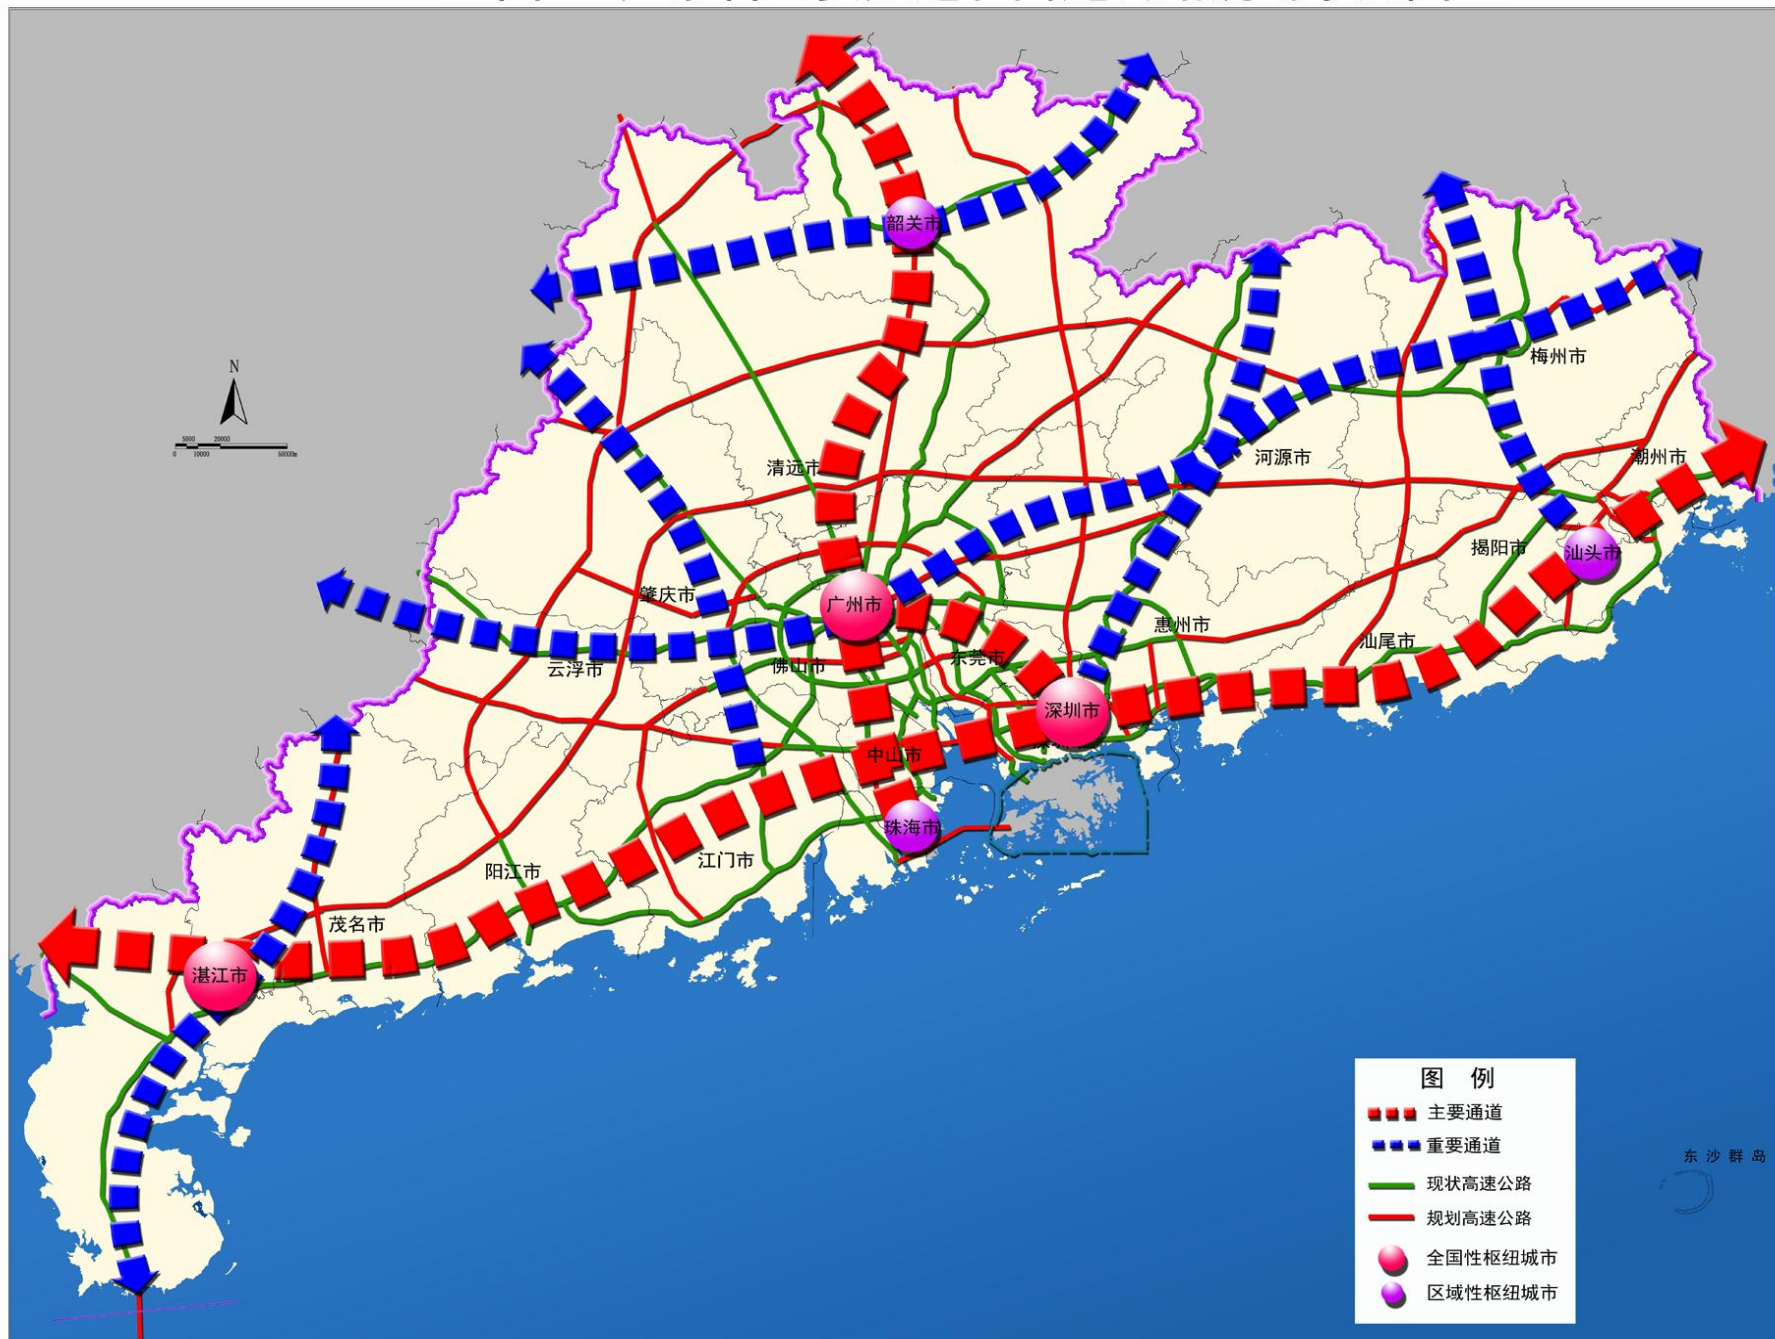 韶关市
N
梅州市
5000 20000
0 10000 50000m
清远市
河源市
潮州市
揭阳市
汕头市
肇庆市
广州市
惠州市
汕尾市
云浮市
佛山市
东莞市
深圳市
中山市
珠海市
江门市
阳江市
茂名市
湛江市
图 例
主要通道
重要通道
现状高速公路
规划高速公路
全国性枢纽城市
区域性枢纽城市
东沙群岛